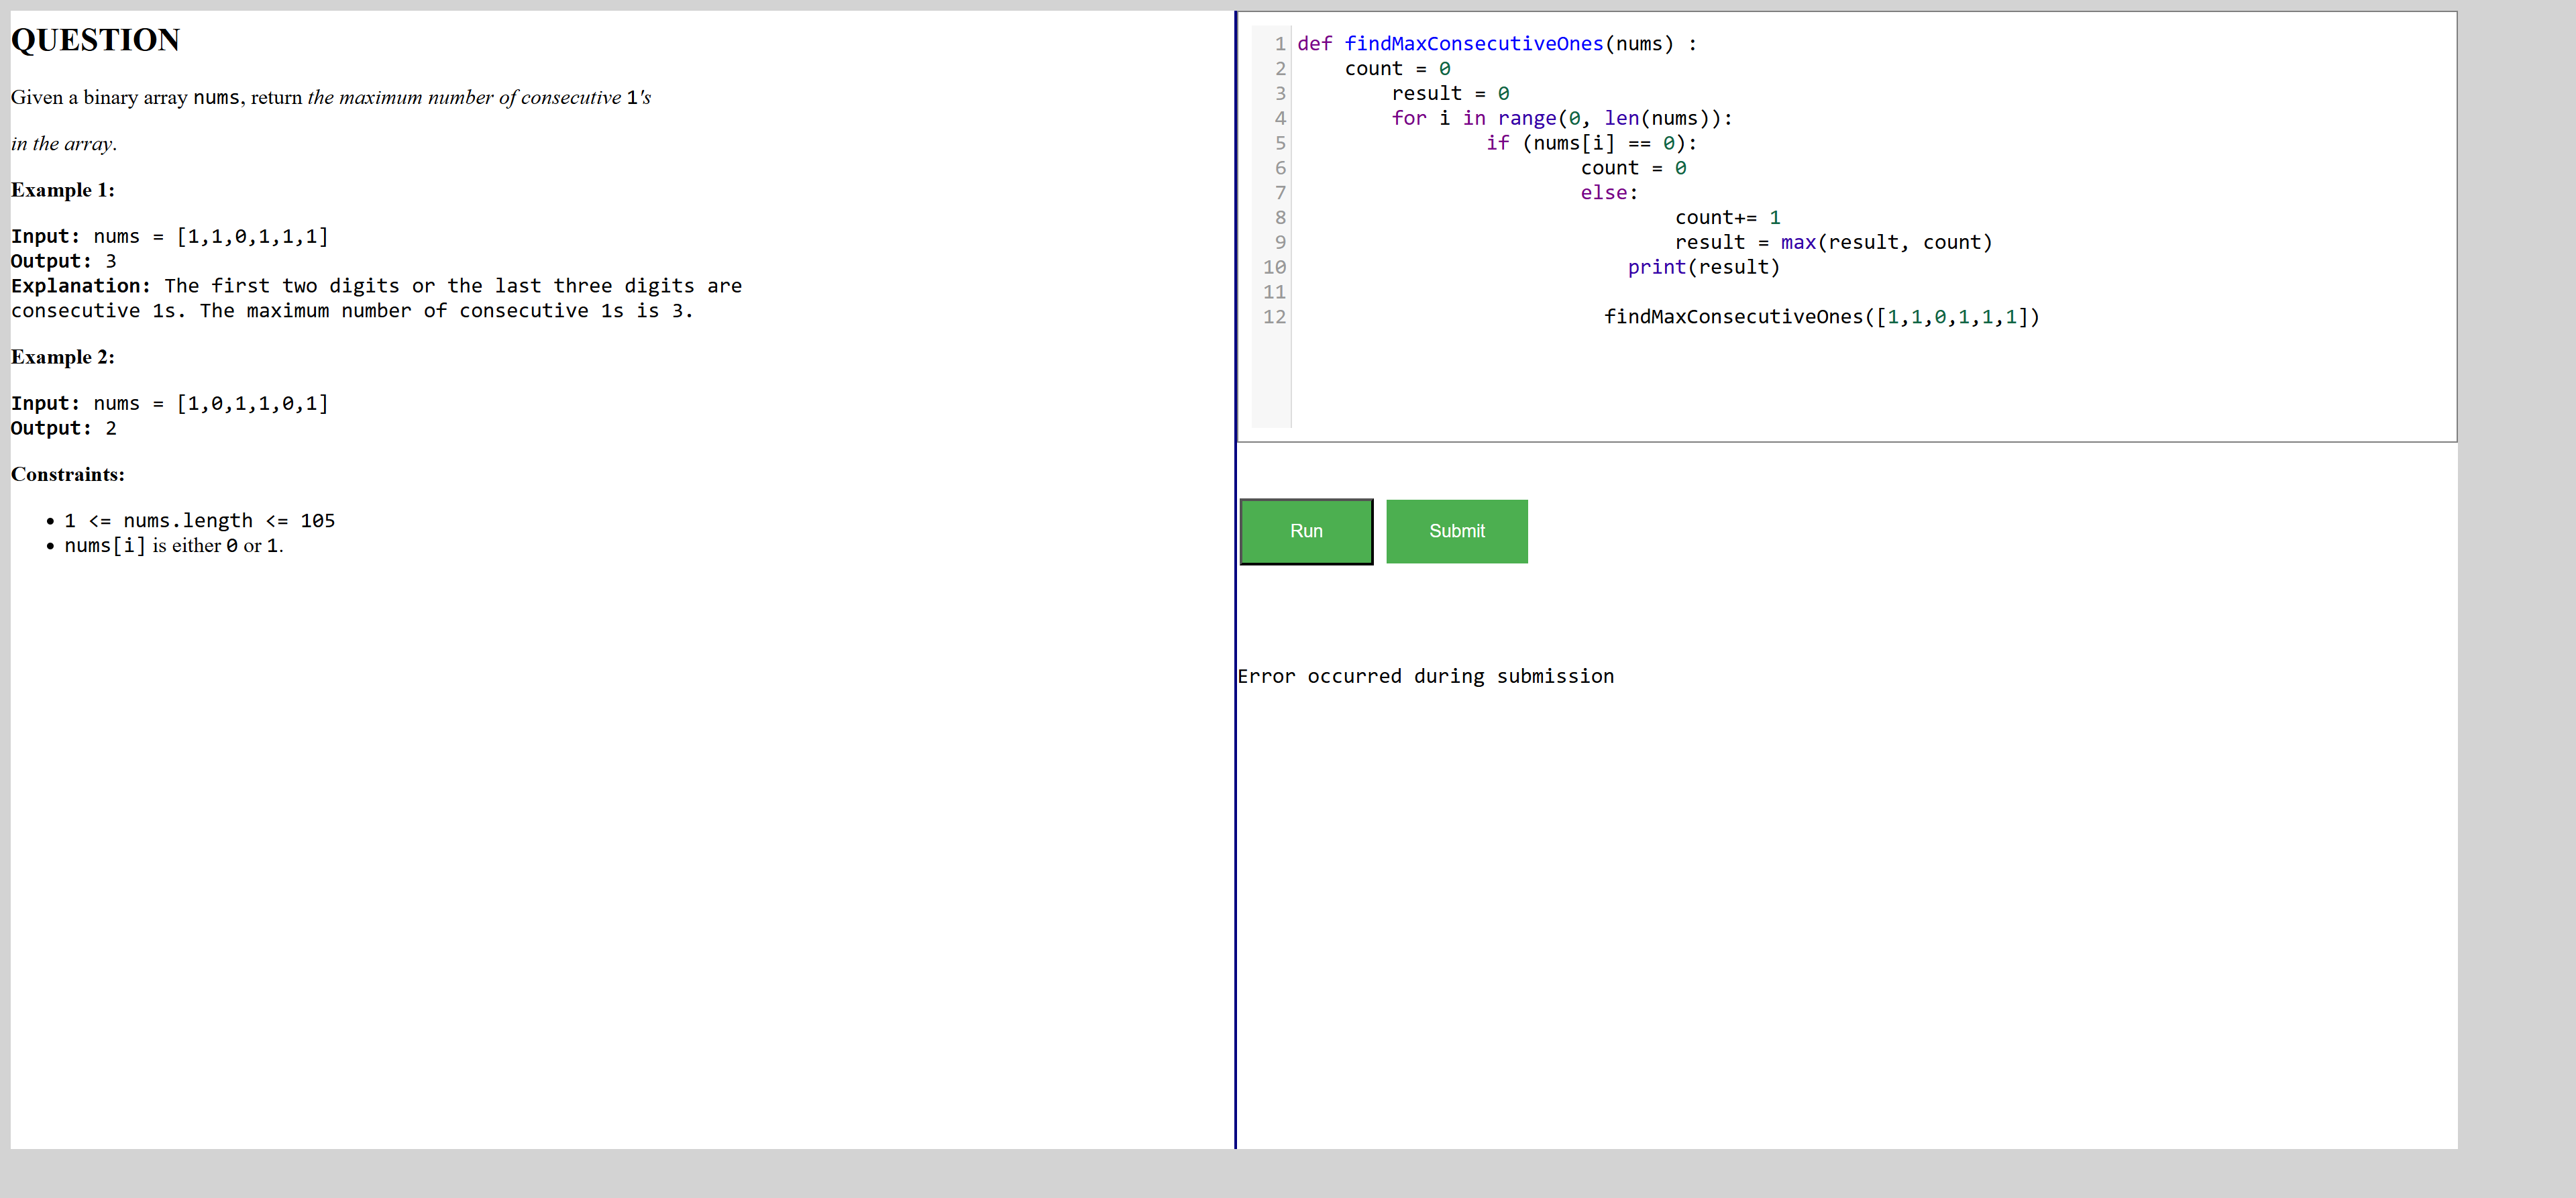 QUESTION
Given a binary array nums, return the maximum number of consecutive 1's
in the array.
Example 1:
Input: nums = [1,1,0,1,1,1]
Output: 3
Explanation: The first two digits or the last three digits are
consecutive 1s. The maximum number of consecutive 1s is 3.
Example 2:
Input: nums = [1,0,1,1,0,1]
Output: 2
Constraints:
• 1 <= nums.length <= 105
• nums[i] is either 0 or 1.
1 def findMaxConsecutiveOnes(nums) :
2     count = 0
3         result = 0
4         for i in range(0, len(nums)):
5                 if (nums[i] == 0):
6                         count = 0
7                         else:
8                                 count+= 1
9                                 result = max(result, count)
10                            print(result)
11
12                          findMaxConsecutiveOnes([1,1,0,1,1,1])
Run
Submit
Error occurred during submission